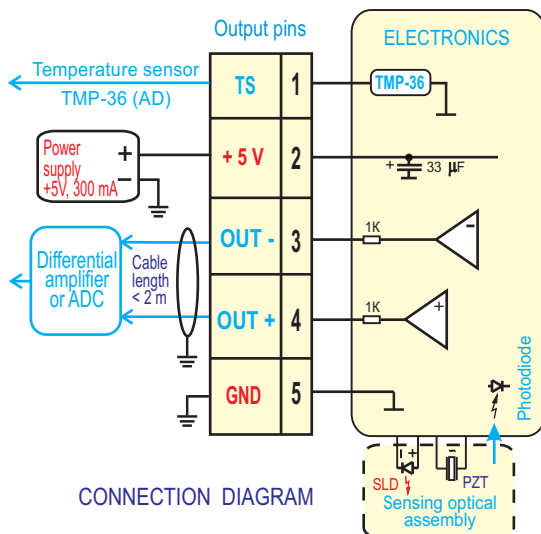 Output pins
ELECTRONICS
Temperature sensor
TMP-36 (AD)
TS
1
TMP-36
Power
supply
+5V, 300 mA
+
−
+ 5 V
2
+
33 µF
Differential
amplifier
or ADC
Cable
length
< 2 m
OUT -
3
1K
−
OUT +
4
1K
+
GND
5
Photodiode
− +
~
SLD
PZT
Sensing optical
assembly
CONNECTION DIAGRAM